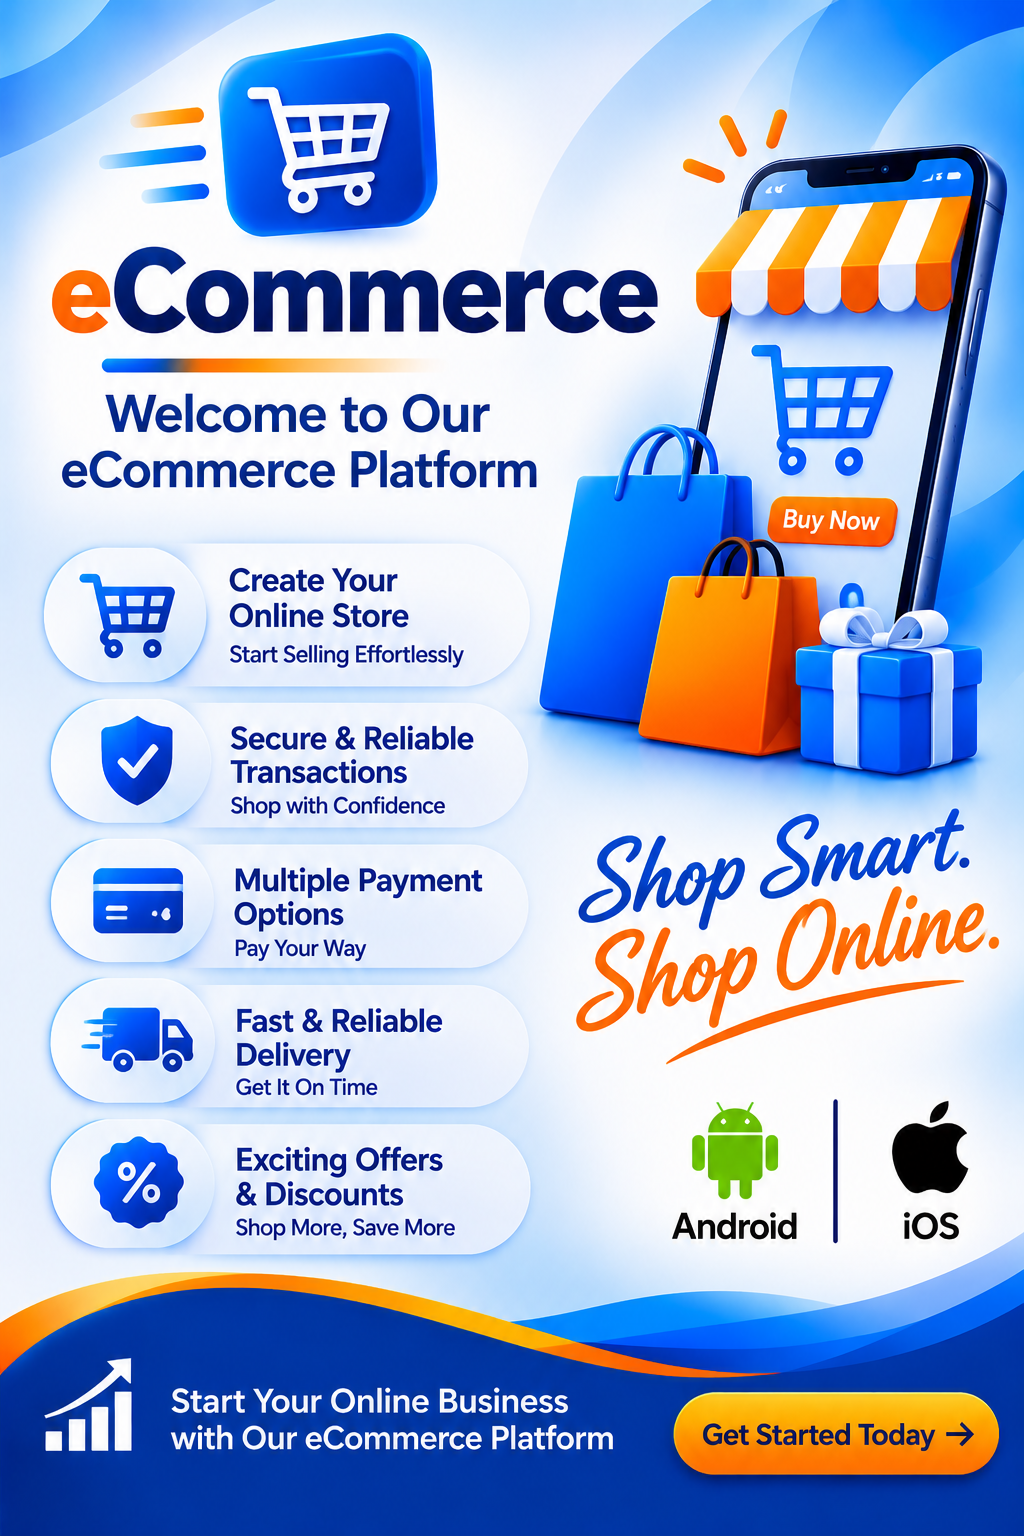 eCommerce
Welcome to Our
eCommerce Platform
Create Your
Online Store
Start Selling Effortlessly
Secure & Reliable
Transactions
Shop with Confidence
Multiple Payment
Options
Pay Your Way
Fast & Reliable
Delivery
Get It On Time
%
Exciting Offers
& Discounts
Shop More, Save More
Buy Now
Shop Smart.
Shop Online.
Android
iOS
Start Your Online Business
with Our eCommerce Platform
Get Started Today →